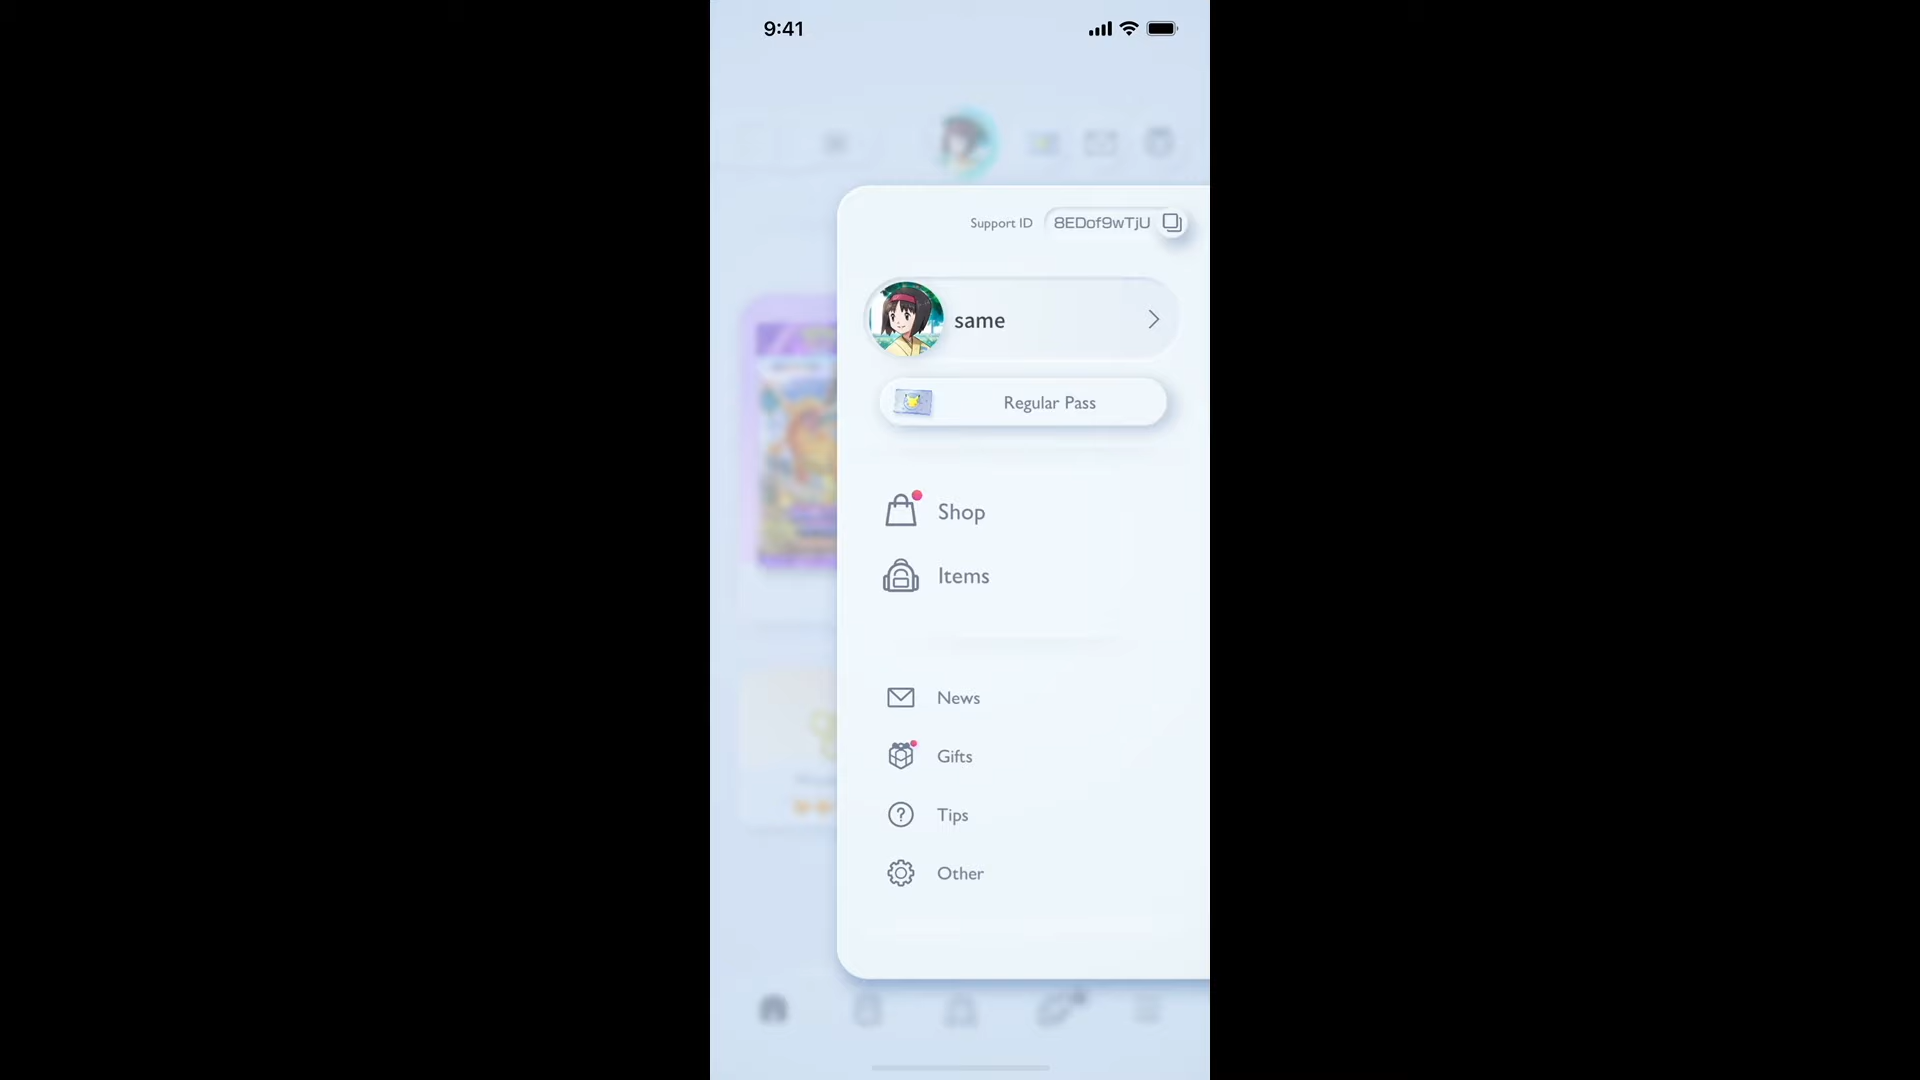 9:41
Support ID 8EDof9wTjU
same
Regular Pass
Shop
Items
News
Gifts
Tips
Other